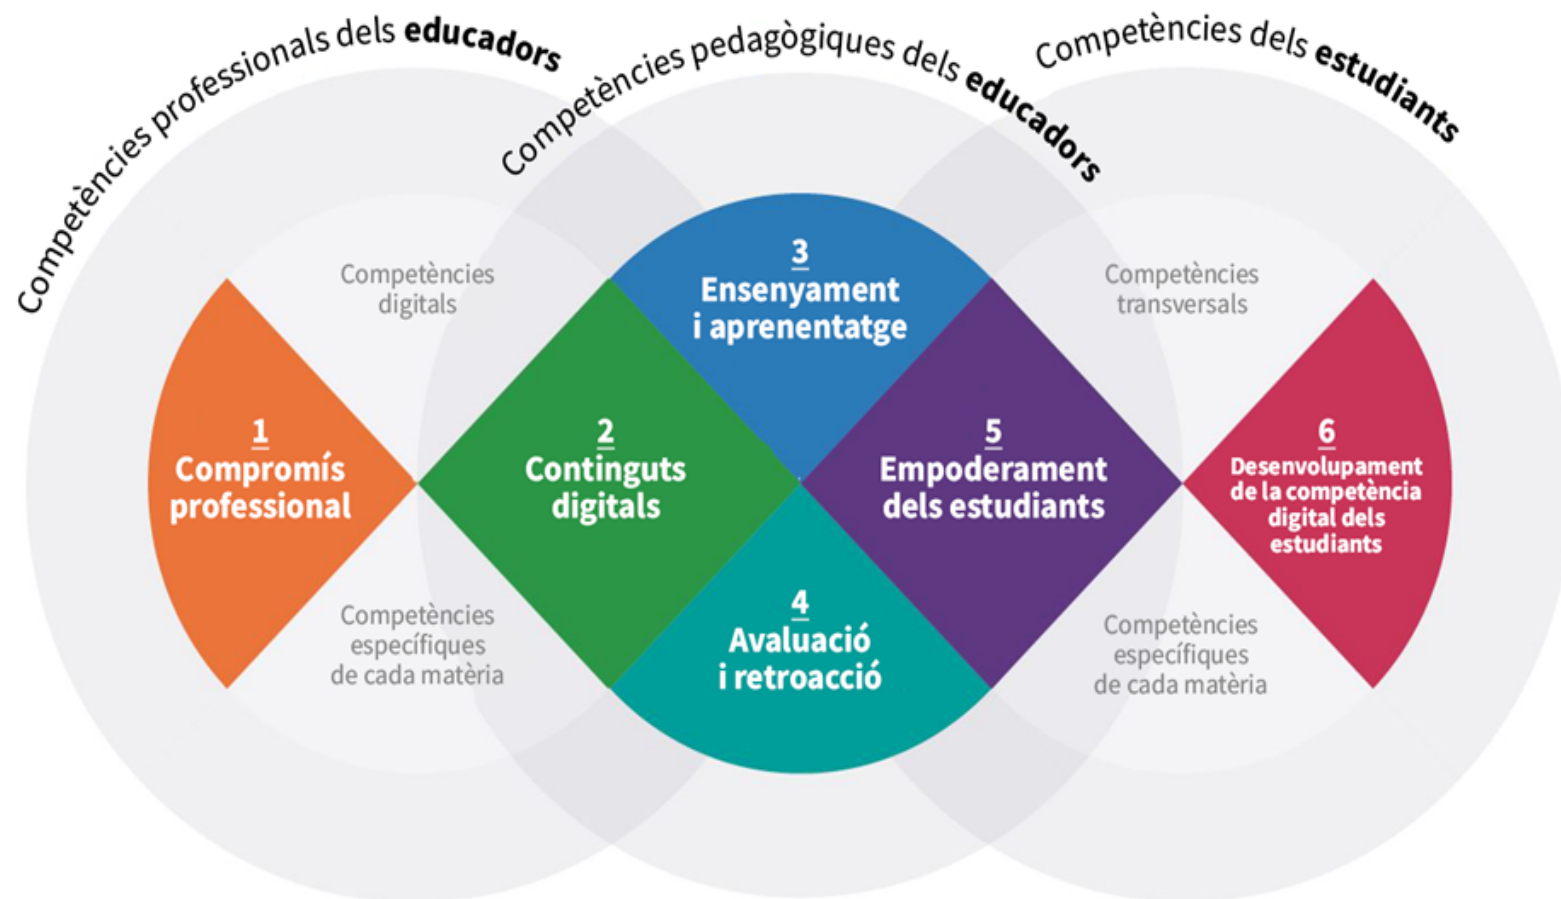 Competències professionals dels educadors
Competències pedagògiques dels educadors
Competències dels estudiants
Competències
digitals
3
Ensenyament
i aprenentatge
Competències
transversals
1
Compromís
professional
2
Continguts
digitals
5
Empoderament
dels estudiants
6
Desenvolupament
de la competència
digital dels
estudiants
Competències
específiques
de cada matèria
4
Avaluació
i retroacció
Competències
específiques
de cada matèria